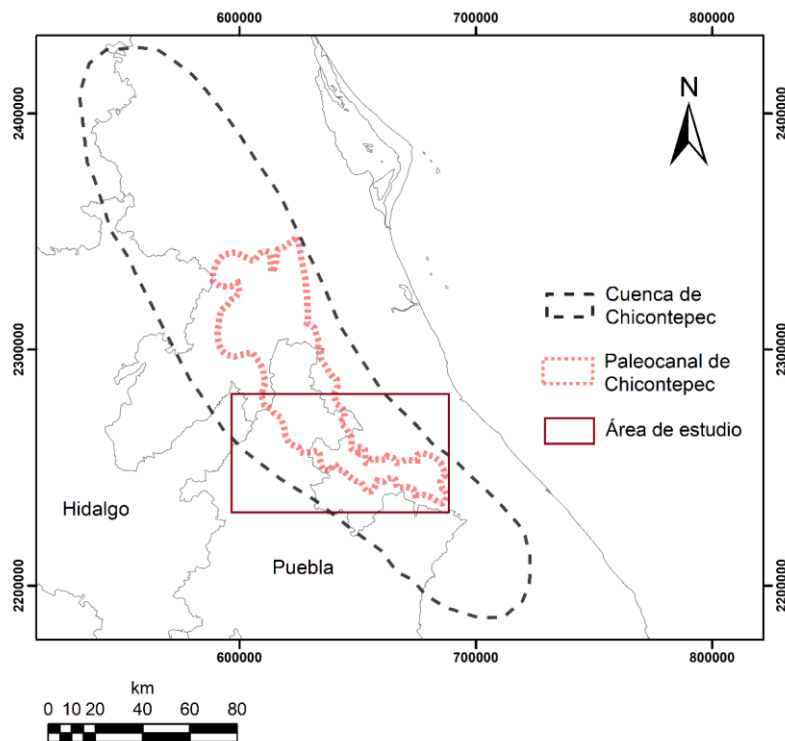 600000 700000 800000
N
2400000 2400000
Cuenca de
Chicontepec
2300000 2300000
Paleocanal de
Chicontepec
Área de estudio
Hidalgo
Puebla
2200000 2200000
600000 700000 800000
km
0 10 20 40 60 80